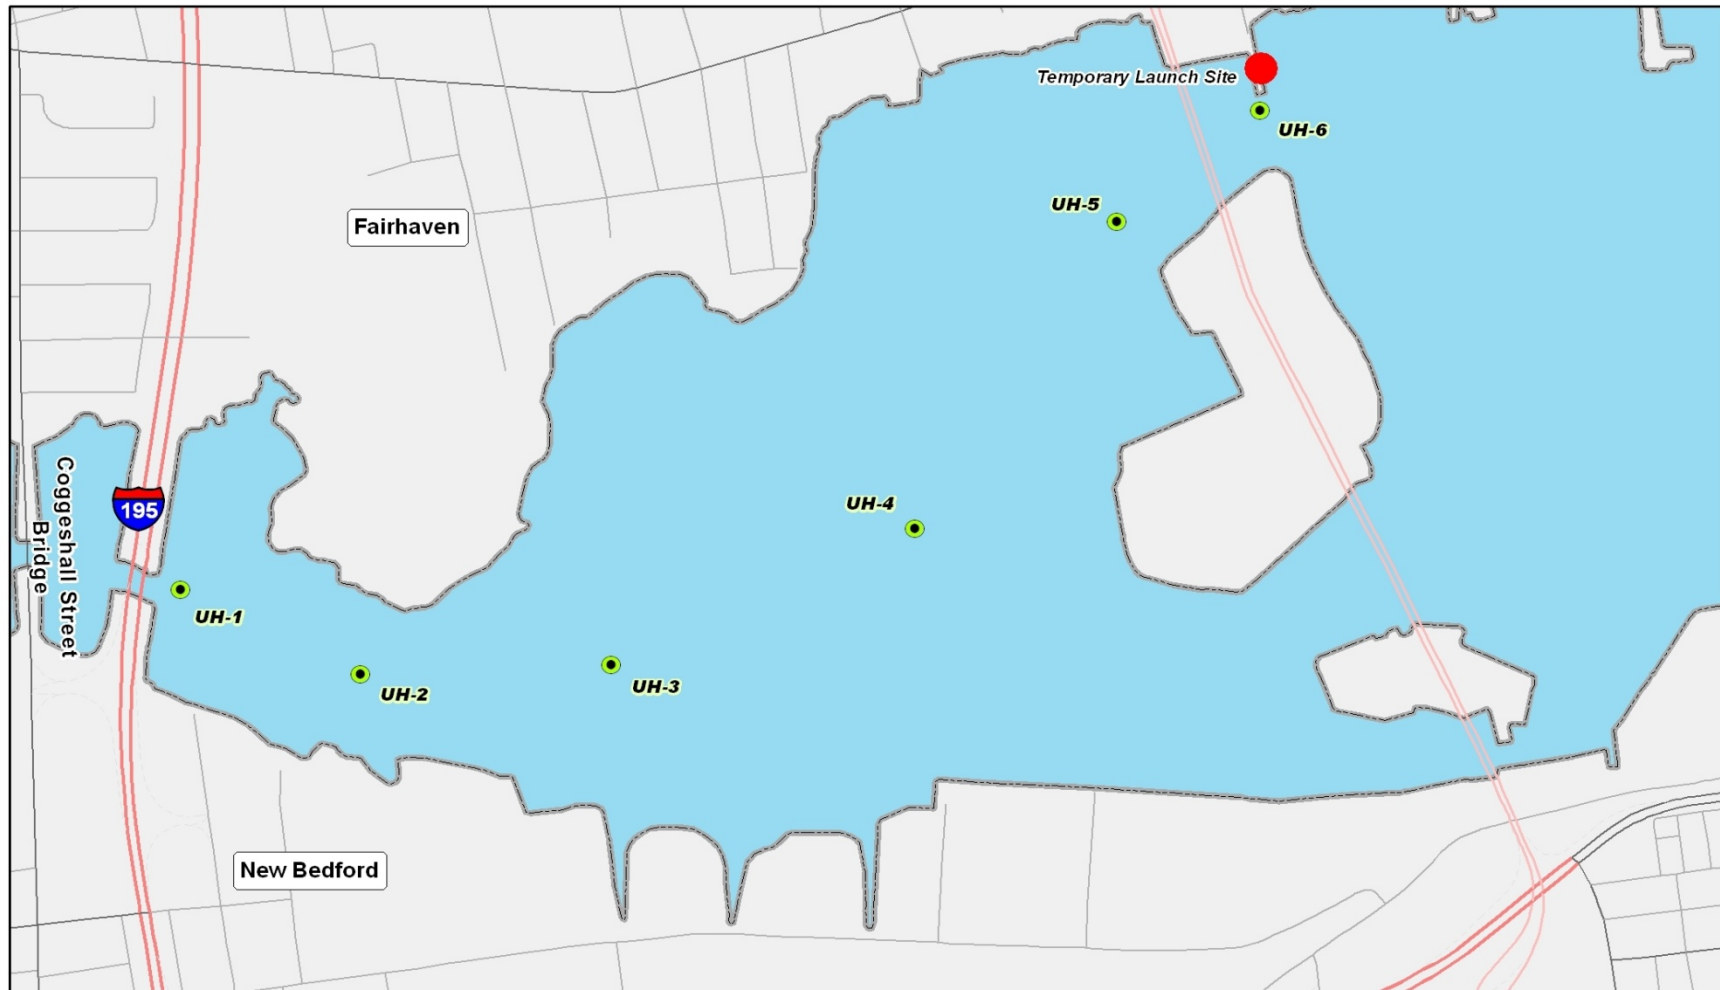 Temporary Launch Site
UH-6
UH-5
Fairhaven
Coggeshall Street
Bridge
195
UH-4
UH-1
UH-2
UH-3
New Bedford